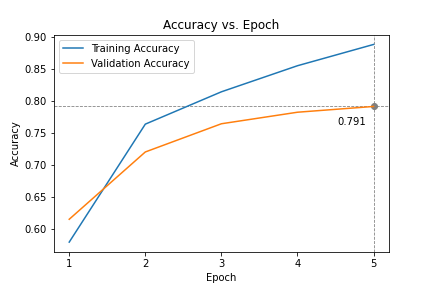 Accuracy vs. Epoch
Training Accuracy
Validation Accuracy
0.90
0.85
0.80
0.75
0.70
0.65
0.60
Accuracy
0.791
1 2 3 4 5
Epoch